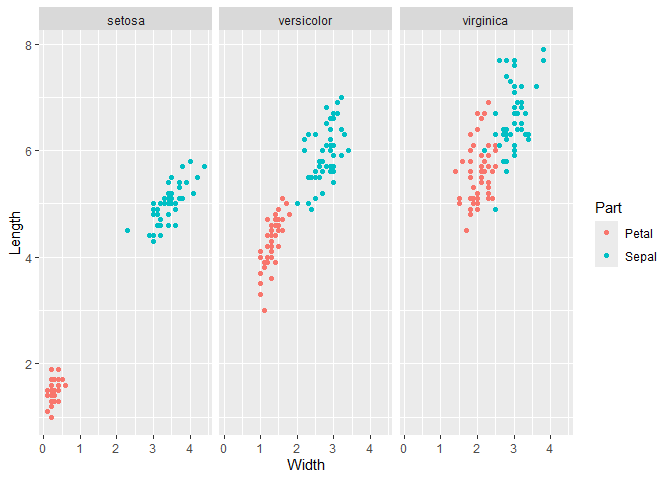 setosa versicolor virginica
8
6
4
2
Length
0 1 2 3 4 0 1 2 3 4 0 1 2 3 4
Width
Part
Petal
Sepal